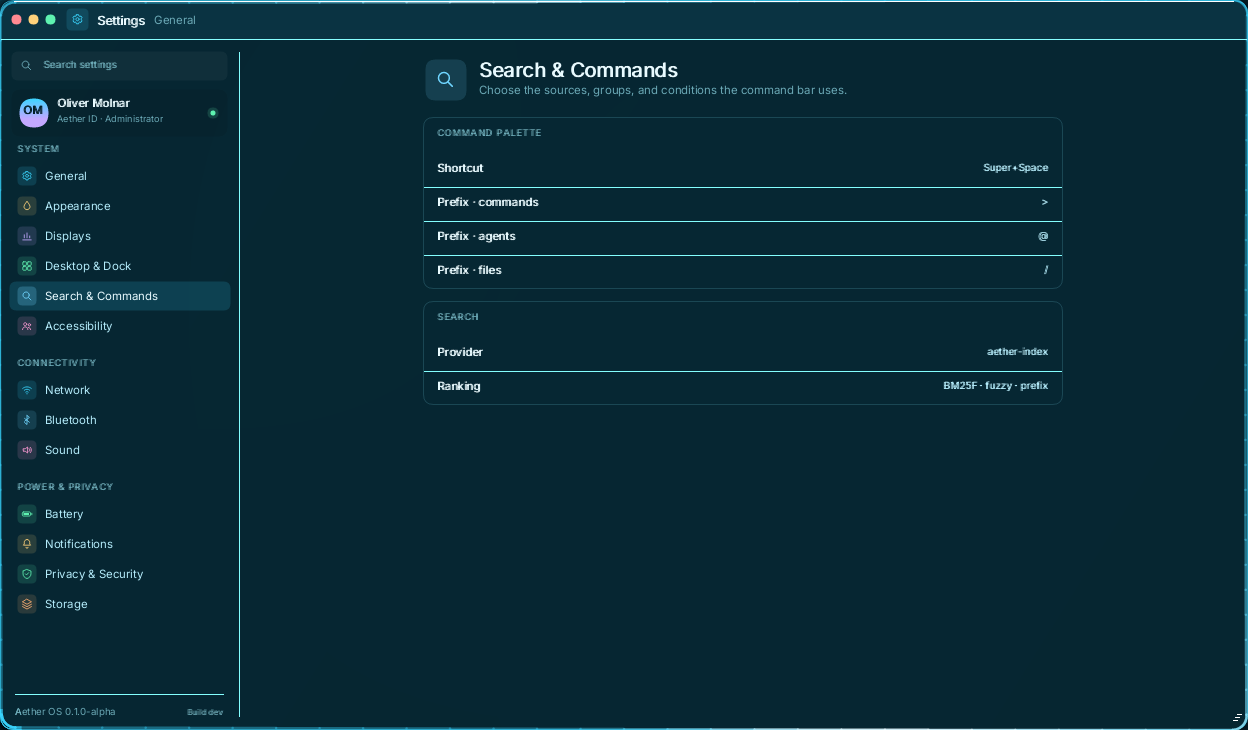 Settings General
Search settings
OM
Oliver Molnar
Aether ID · Administrator
SYSTEM
General
Appearance
Displays
Desktop & Dock
Search & Commands
Accessibility
CONNECTIVITY
Network
Bluetooth
Sound
POWER & PRIVACY
Battery
Notifications
Privacy & Security
Storage
Aether OS 0.1.0-alpha
Build dev
Search & Commands
Choose the sources, groups, and conditions the command bar uses.
COMMAND PALETTE
Shortcut Super+Space
Prefix · commands >
Prefix · agents @
Prefix · files /
SEARCH
Provider aether-index
Ranking BM25F · fuzzy · prefix